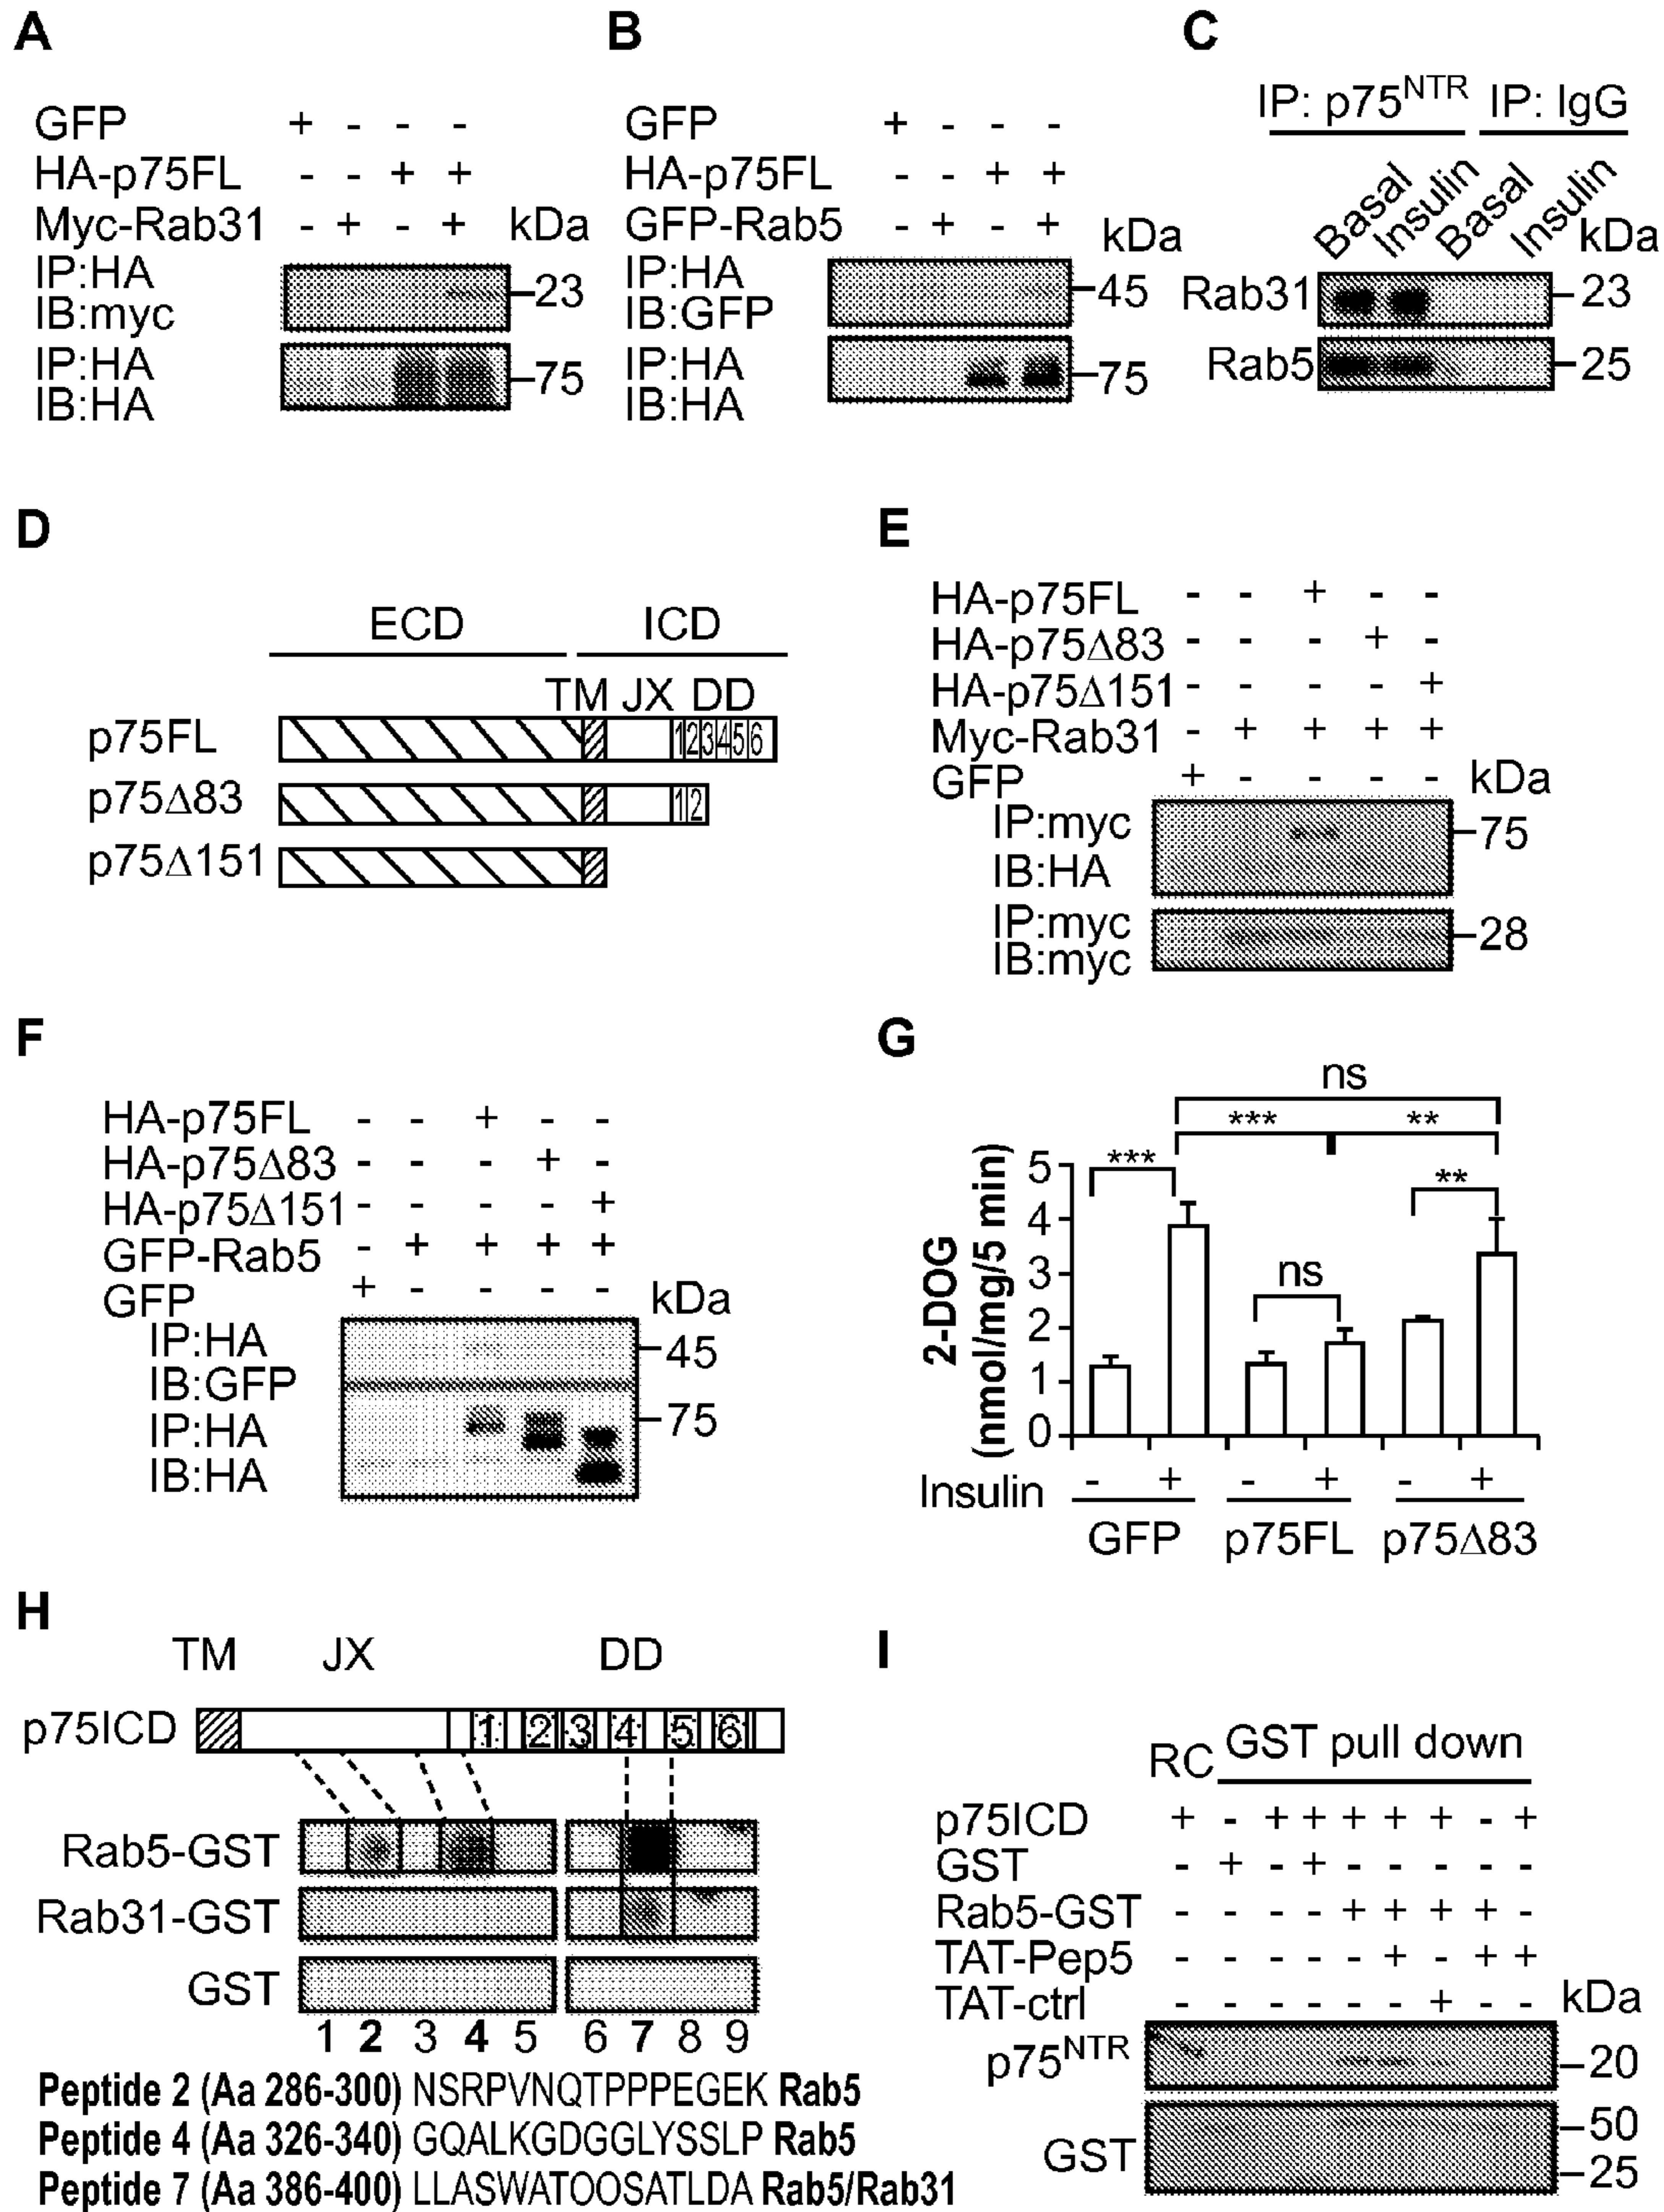 A
GFP + - - -
HA-p75FL - - + +
Myc-Rab31 - + - + kDa
IP:HA
IB:myc
23
IP:HA
IB:HA
75
B
GFP + - - -
HA-p75FL - - + +
GFP-Rab5 - + - + kDa
IP:HA
IB:GFP
45
IP:HA
IB:HA
75
C
IP: p75NTR IP: IgG
Basal Insulin Basal Insulin kDa
Rab31 23
Rab5 25
D
ECD ICD
TM JX DD
p75FL 1 2 3 4 5 6
p75Δ83 1 2
p75Δ151
E
HA-p75FL - - + - -
HA-p75Δ83 - - - + -
HA-p75Δ151 - - - - +
Myc-Rab31 - + + + +
GFP + - - - - kDa
IP:myc
IB:HA
75
IP:myc
IB:myc
28
F
HA-p75FL - - + - -
HA-p75Δ83 - - - + -
HA-p75Δ151 - - - - +
GFP-Rab5 - + + + +
GFP + - - - - kDa
IP:HA
IB:GFP
45
IP:HA
IB:HA
75
G
ns
*** **
*** ns **
2-DOG
(nmol/mg/5 min)
5
4
3
2
1
0
Insulin - + - + - +
GFP p75FL p75Δ83
H
TM JX DD
p75ICD 1 2 3 4 5 6
Rab5-GST
Rab31-GST
GST
1 2 3 4 5 6 7 8 9
Peptide 2 (Aa 286-300) NSRPVNQTPPPEGEK Rab5
Peptide 4 (Aa 326-340) GQALKGDGGLYSSLP Rab5
Peptide 7 (Aa 386-400) LLASWATOOSATLDA Rab5/Rab31
I
RC GST pull down
p75ICD + - + + + + + - +
GST - + - + - - - - -
Rab5-GST - - - - + + + + -
TAT-Pep5 - - - - - + - + +
TAT-ctrl - - - - - - + - - kDa
p75NTR 20
GST
50
25